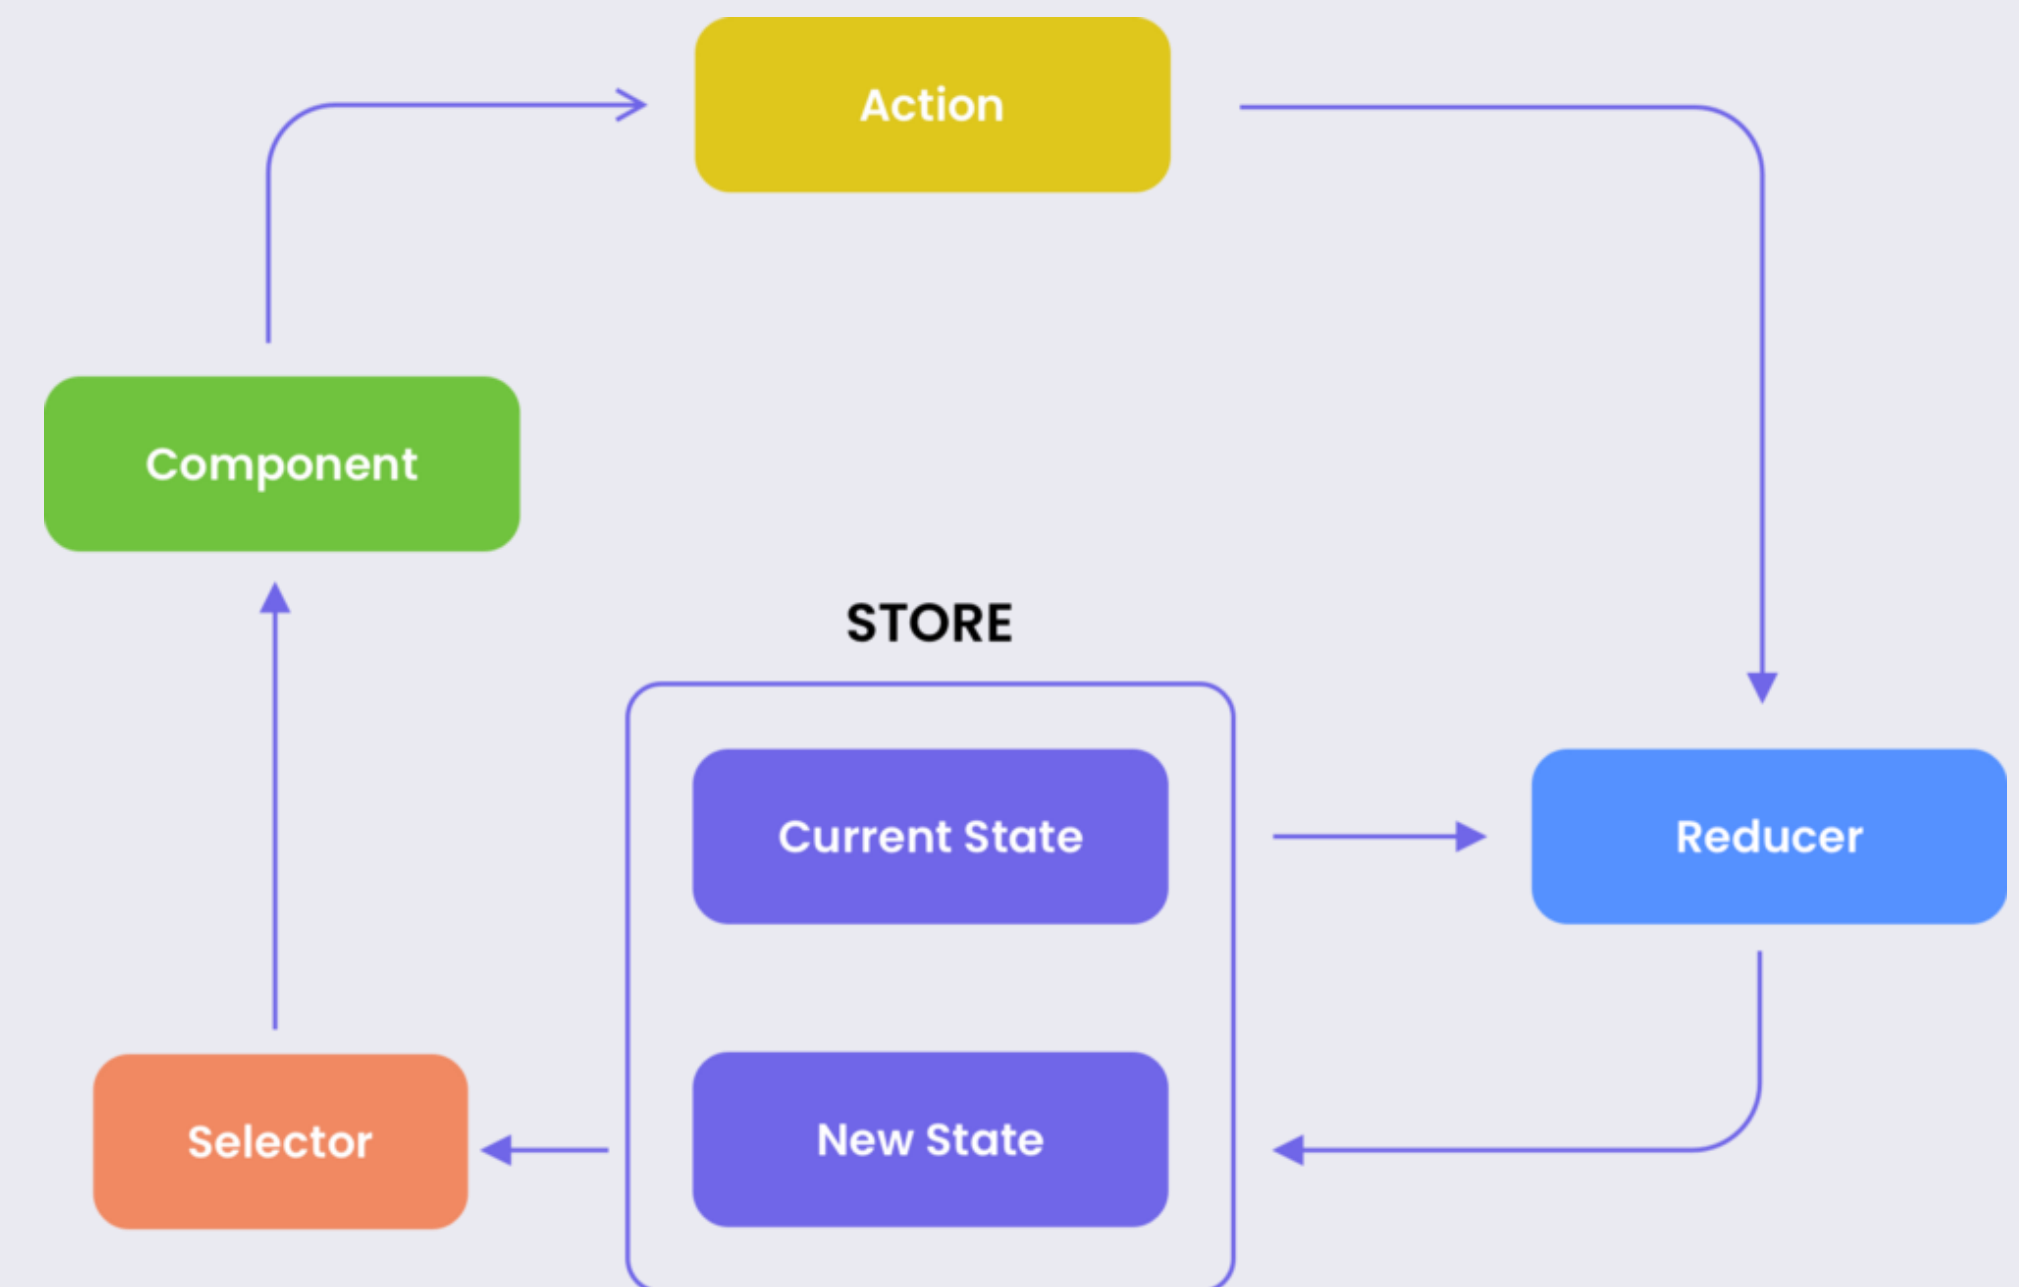 Action
Component
STORE
Current State
Reducer
New State
Selector